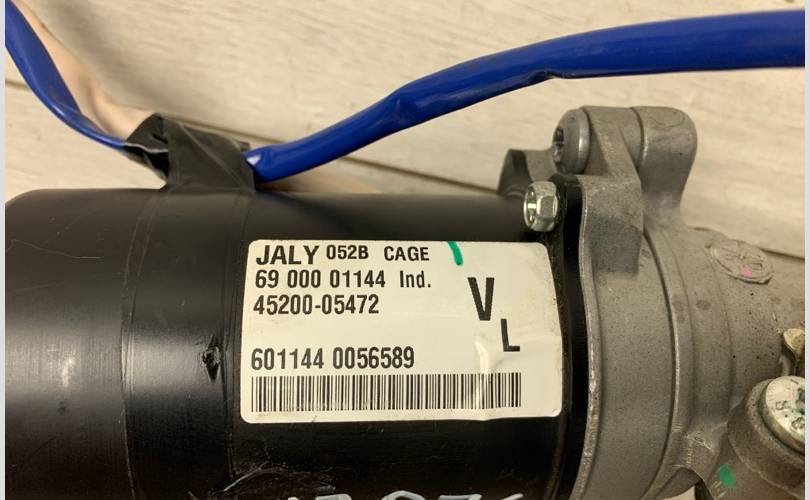 JALY 052B CAGE
69 000 01144 Ind.
45200-05472
V
L
601144 0056589